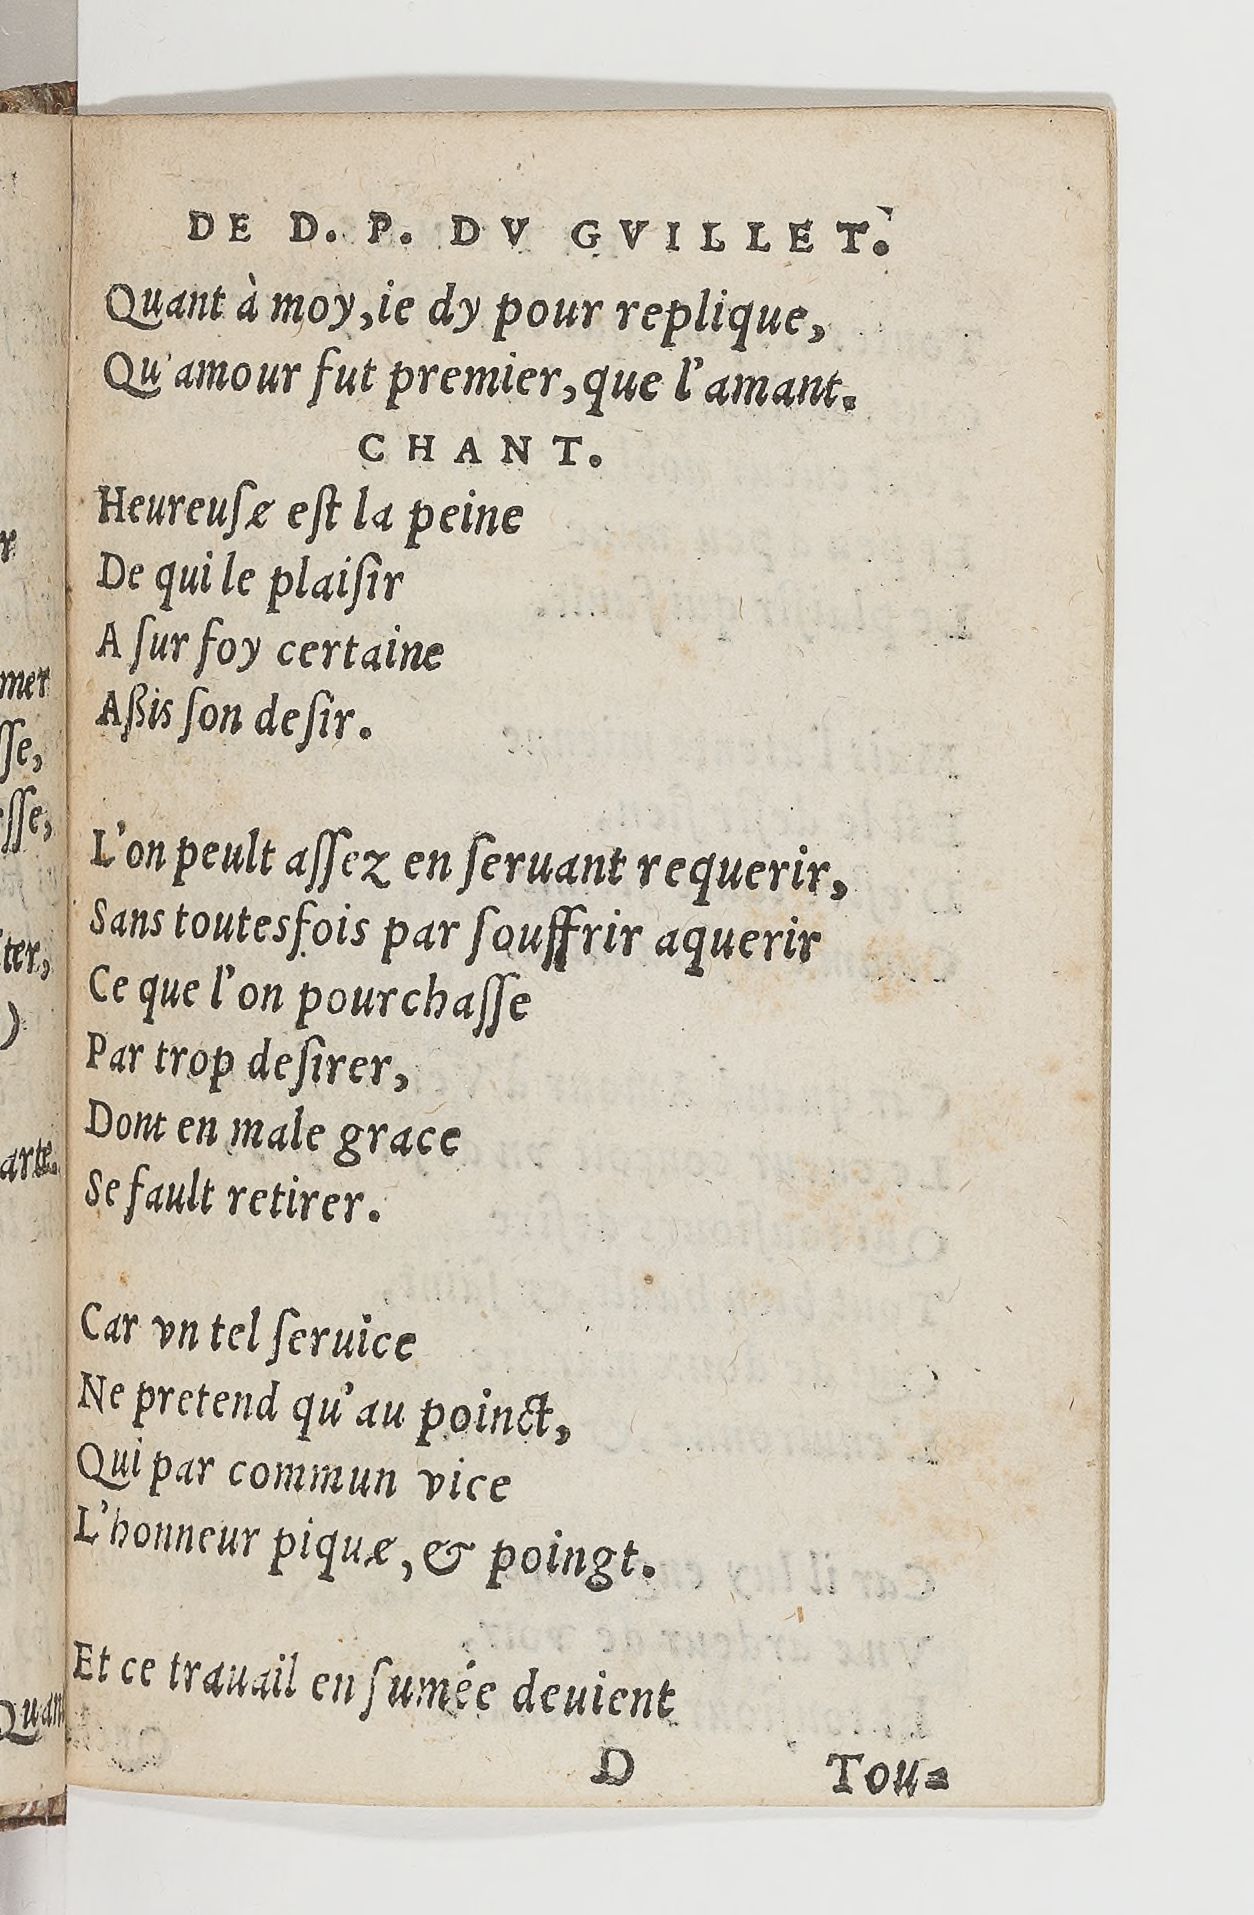 DE D. P. DV GVILLET.
Quant à moy, ie dy pour replique,
Qu'amour fut premier, que l'amant.
CHANT.
Heureuſe eſt la peine
De qui le plaiſir
A ſur foy certaine
Aßis ſon deſir.
L'on peult aſſez en ſeruant requerir,
Sans toutesfois par ſouffrir aquerir
Ce que l'on pourchaſſe
Par trop deſirer,
Dont en male grace
Se fault retirer.
Car vn tel ſeruice
Ne pretend qu'au poinct,
Qui par commun vice
L'honneur pique, & poingt.
Et ce trauail en fumée deuient
D Tou=